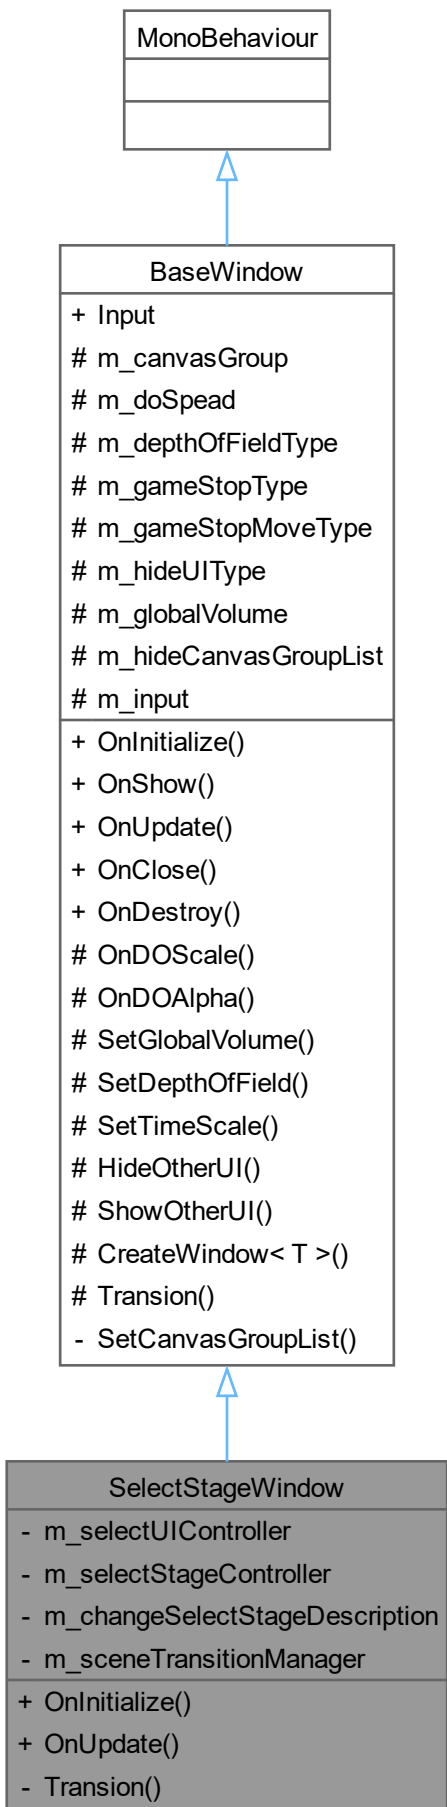 MonoBehaviour
BaseWindow
+ Input
# m_canvasGroup
# m_doSpead
# m_depthOfFieldType
# m_gameStopType
# m_gameStopMoveType
# m_hideUIType
# m_globalVolume
# m_hideCanvasGroupList
# m_input
+ OnInitialize()
+ OnShow()
+ OnUpdate()
+ OnClose()
+ OnDestroy()
# OnDOScale()
# OnDOAlpha()
# SetGlobalVolume()
# SetDepthOfField()
# SetTimeScale()
# HideOtherUI()
# ShowOtherUI()
# CreateWindow< T >()
# Transion()
- SetCanvasGroupList()
SelectStageWindow
- m_selectUIController
- m_selectStageController
- m_changeSelectStageDescription
- m_sceneTransitionManager
+ OnInitialize()
+ OnUpdate()
- Transion()